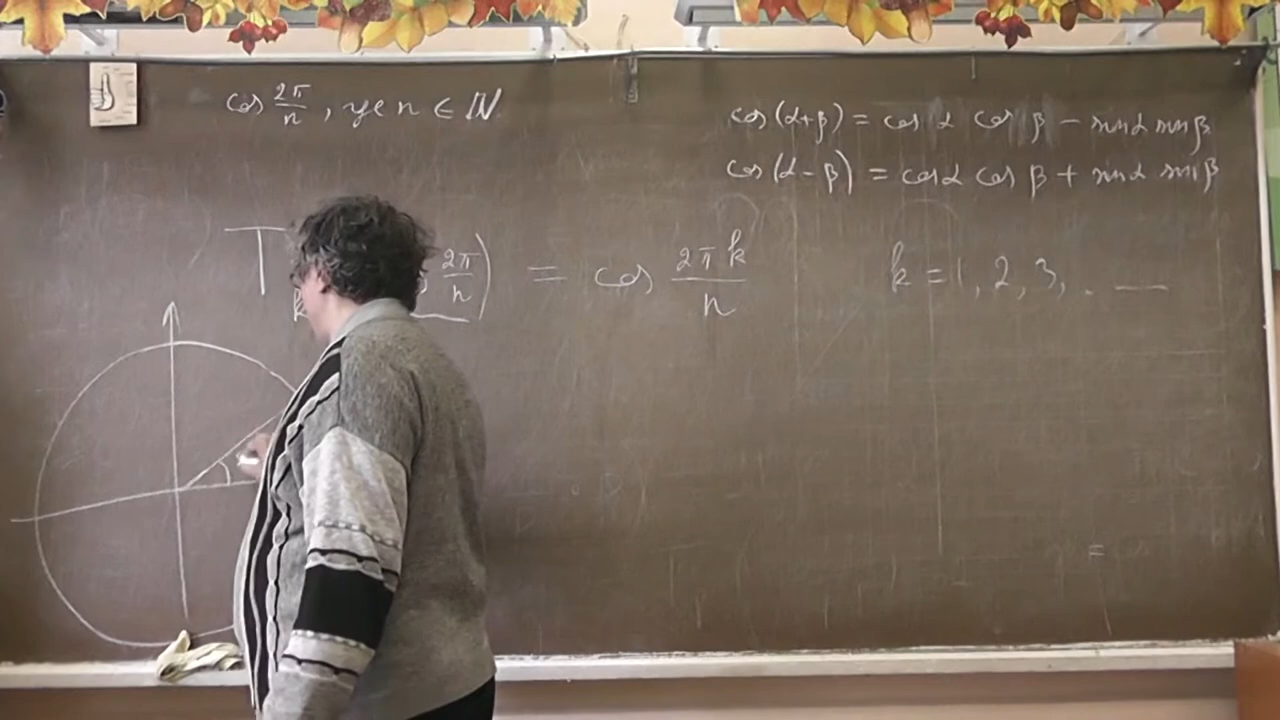 cos 2π/n, где n ∈ ℕ
cos(α+β) = cos α cos β − sin α sin β
cos(α−β) = cos α cos β + sin α sin β
T 2π/n) = cos 2πk/n
k = 1, 2, 3, . —